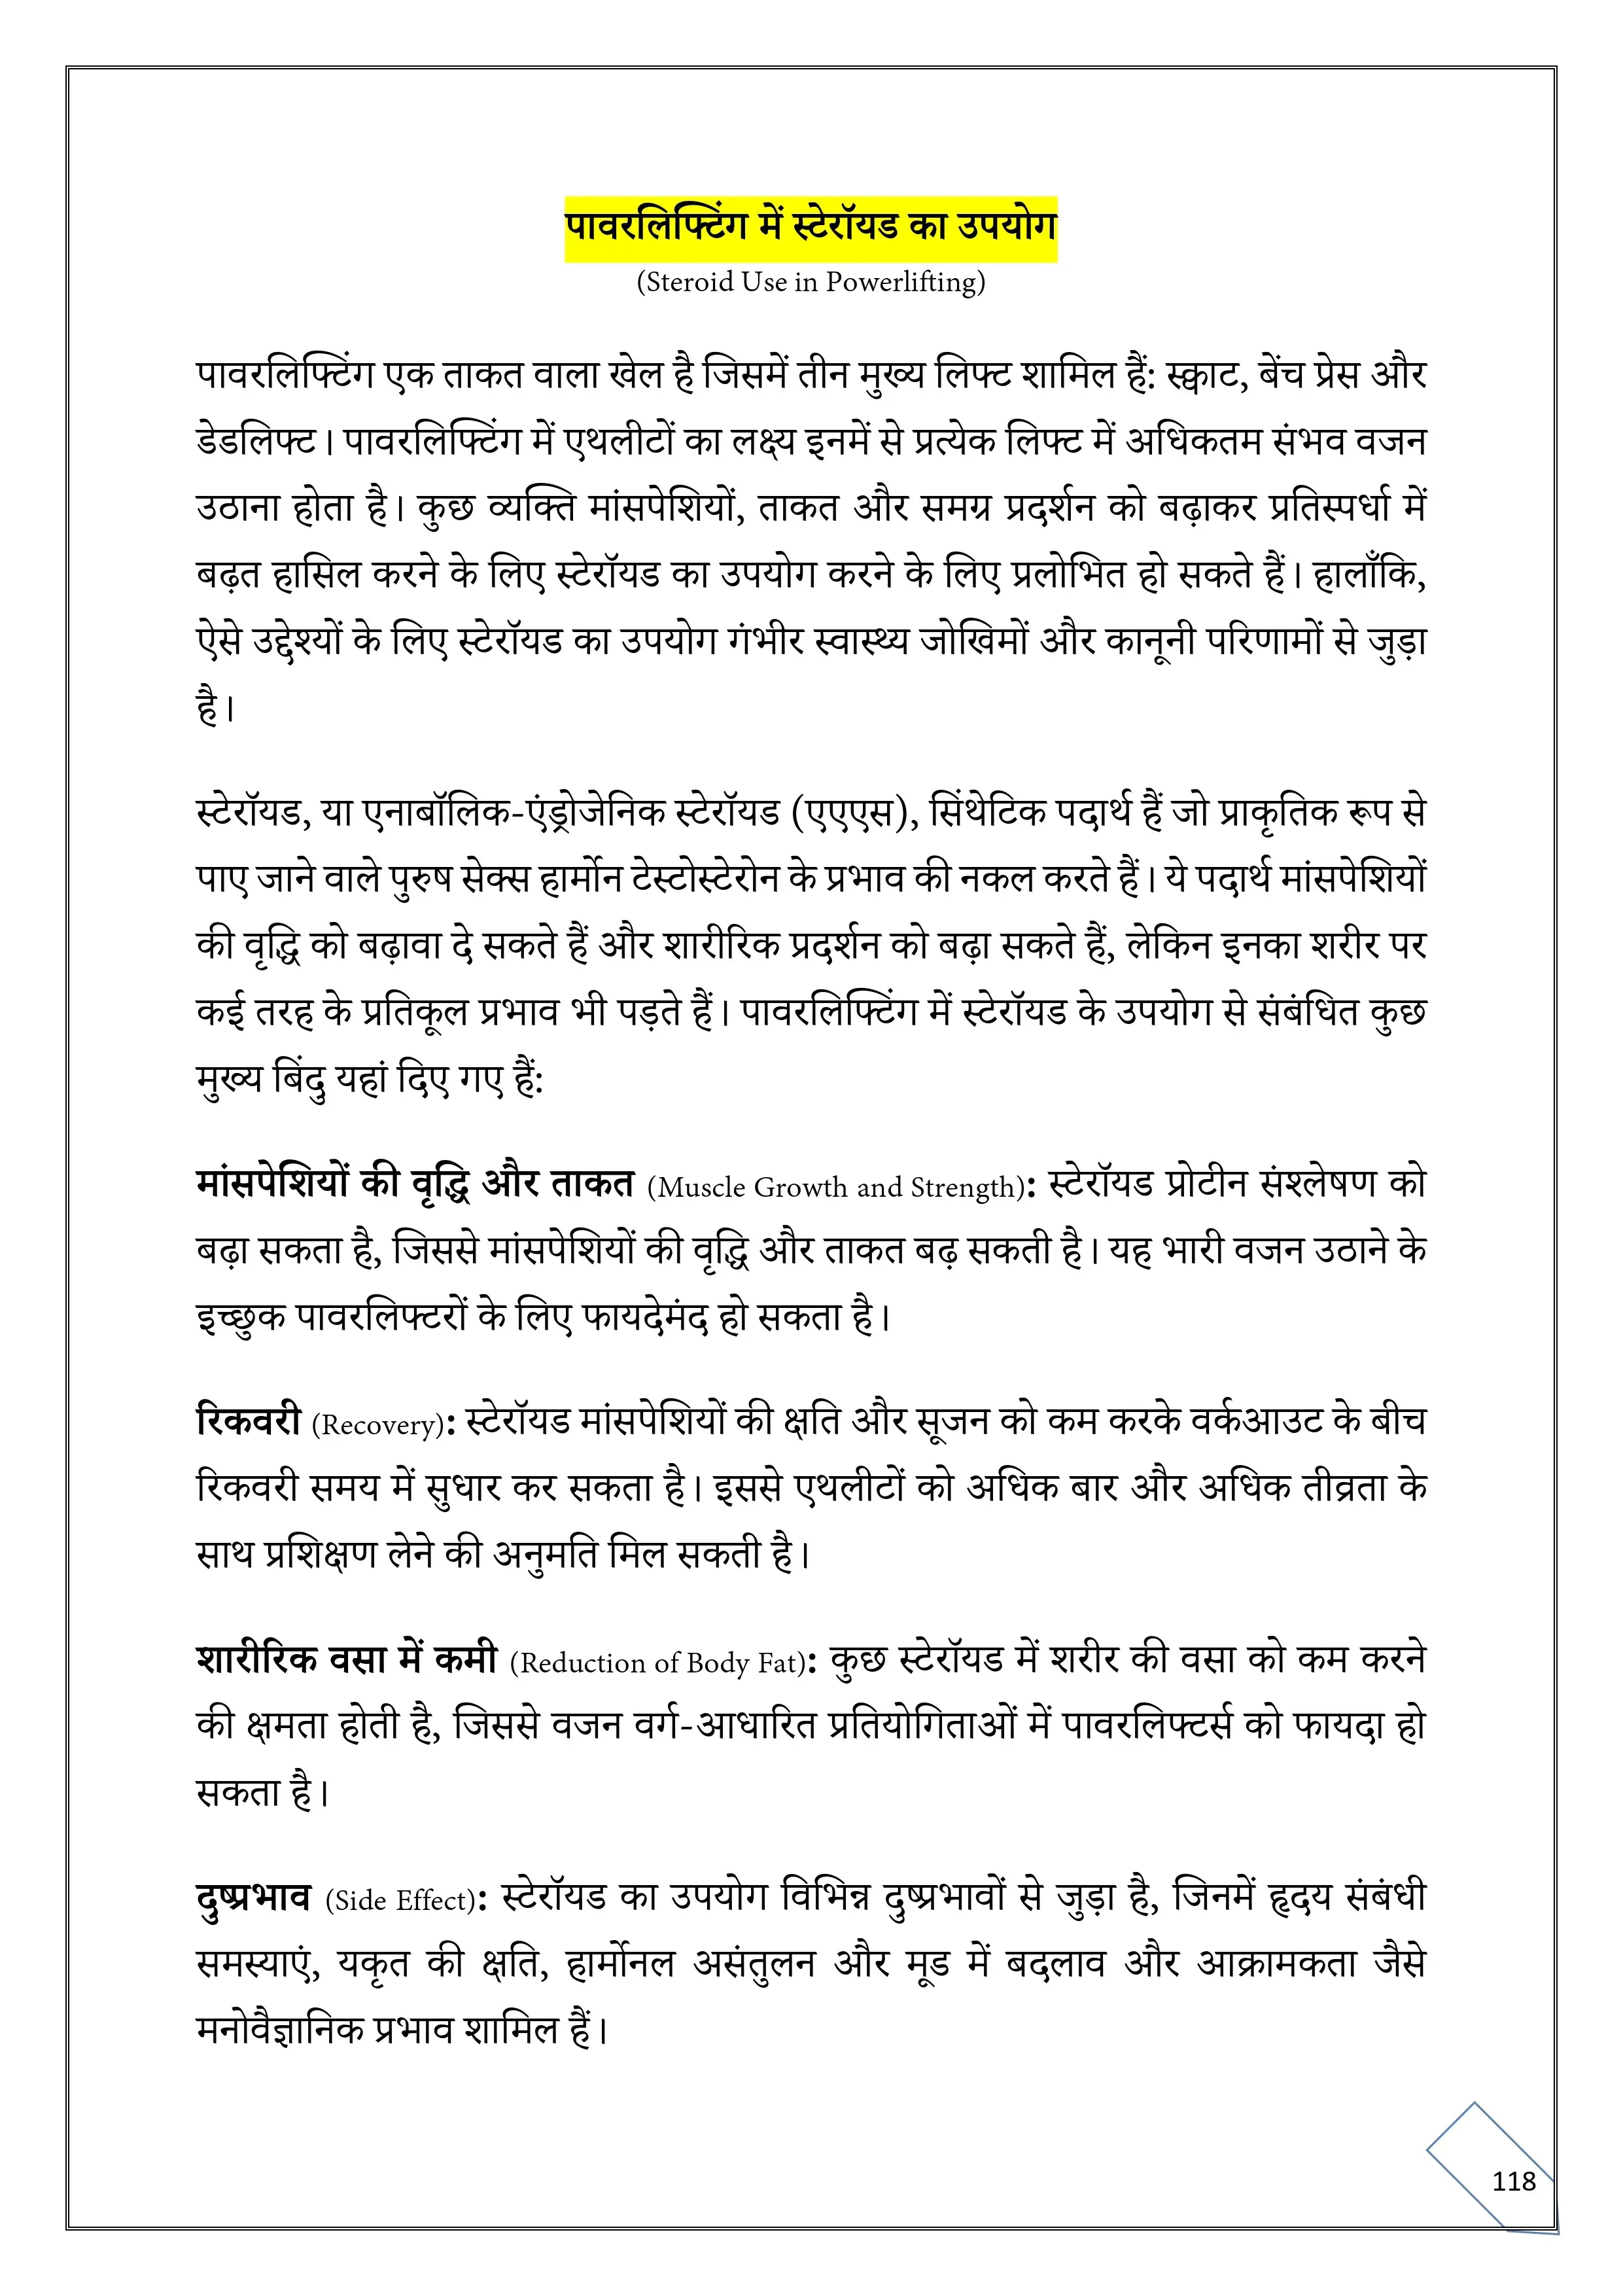 पावरलिफ्टिंग में स्टेरॉयड का उपयोग
(Steroid Use in Powerlifting)
पावरलिफ्टिंग एक ताकत वाला खेल है जिसमें तीन मुख्य लिफ्ट शामिल हैं: स्क्वाट, बेंच प्रेस और
डेडलिफ्ट। पावरलिफ्टिंग में एथलीटों का लक्ष्य इनमें से प्रत्येक लिफ्ट में अधिकतम संभव वजन
उठाना होता है। कुछ व्यक्ति मांसपेशियों, ताकत और समग्र प्रदर्शन को बढ़ाकर प्रतिस्पर्धा में
बढ़त हासिल करने के लिए स्टेरॉयड का उपयोग करने के लिए प्रलोभित हो सकते हैं। हालाँकि,
ऐसे उद्देश्यों के लिए स्टेरॉयड का उपयोग गंभीर स्वास्थ्य जोखिमों और कानूनी परिणामों से जुड़ा
है।
स्टेरॉयड, या एनाबॉलिक-एंड्रोजेनिक स्टेरॉयड (एएएस), सिंथेटिक पदार्थ हैं जो प्राकृतिक रूप से
पाए जाने वाले पुरुष सेक्स हार्मोन टेस्टोस्टेरोन के प्रभाव की नकल करते हैं। ये पदार्थ मांसपेशियों
की वृद्धि को बढ़ावा दे सकते हैं और शारीरिक प्रदर्शन को बढ़ा सकते हैं, लेकिन इनका शरीर पर
कई तरह के प्रतिकूल प्रभाव भी पड़ते हैं। पावरलिफ्टिंग में स्टेरॉयड के उपयोग से संबंधित कुछ
मुख्य बिंदु यहां दिए गए हैं:
मांसपेशियों की वृद्धि और ताकत (Muscle Growth and Strength): स्टेरॉयड प्रोटीन संश्लेषण को
बढ़ा सकता है, जिससे मांसपेशियों की वृद्धि और ताकत बढ़ सकती है। यह भारी वजन उठाने के
इच्छुक पावरलिफ्टरों के लिए फायदेमंद हो सकता है।
रिकवरी (Recovery): स्टेरॉयड मांसपेशियों की क्षति और सूजन को कम करके वर्कआउट के बीच
रिकवरी समय में सुधार कर सकता है। इससे एथलीटों को अधिक बार और अधिक तीव्रता के
साथ प्रशिक्षण लेने की अनुमति मिल सकती है।
शारीरिक वसा में कमी (Reduction of Body Fat): कुछ स्टेरॉयड में शरीर की वसा को कम करने
की क्षमता होती है, जिससे वजन वर्ग-आधारित प्रतियोगिताओं में पावरलिफ्टर्स को फायदा हो
सकता है।
दुष्प्रभाव (Side Effect): स्टेरॉयड का उपयोग विभिन्न दुष्प्रभावों से जुड़ा है, जिनमें हृदय संबंधी
समस्याएं, यकृत की क्षति, हार्मोनल असंतुलन और मूड में बदलाव और आक्रामकता जैसे
मनोवैज्ञानिक प्रभाव शामिल हैं।
118